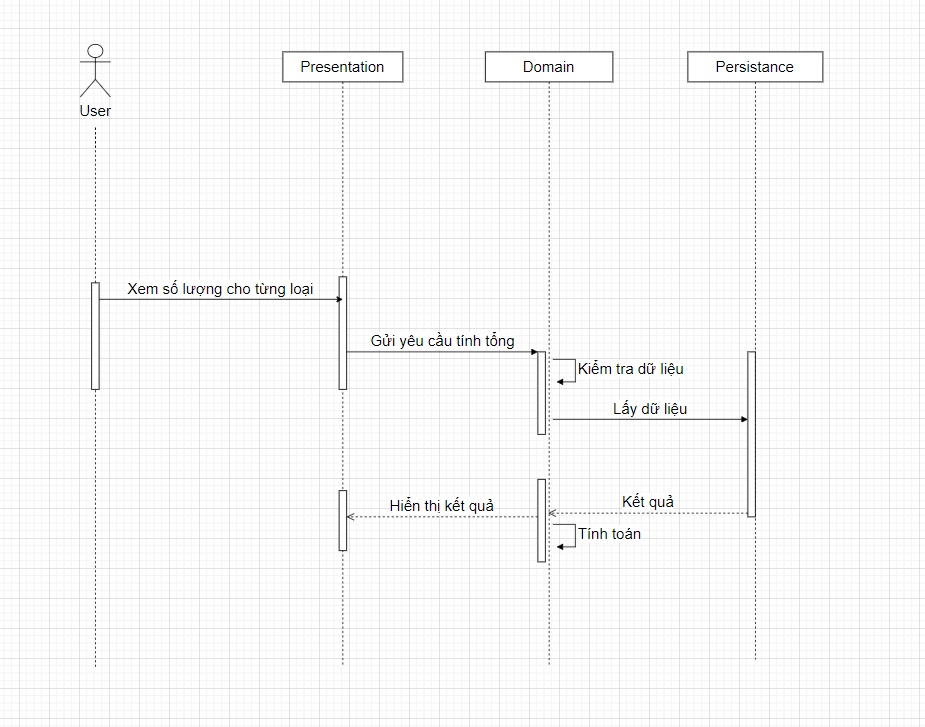 User
Presentation
Domain
Persistance
Xem số lượng cho từng loại
Gửi yêu cầu tính tổng
Kiểm tra dữ liệu
Lấy dữ liệu
Kết quả
Hiển thị kết quả
Tính toán